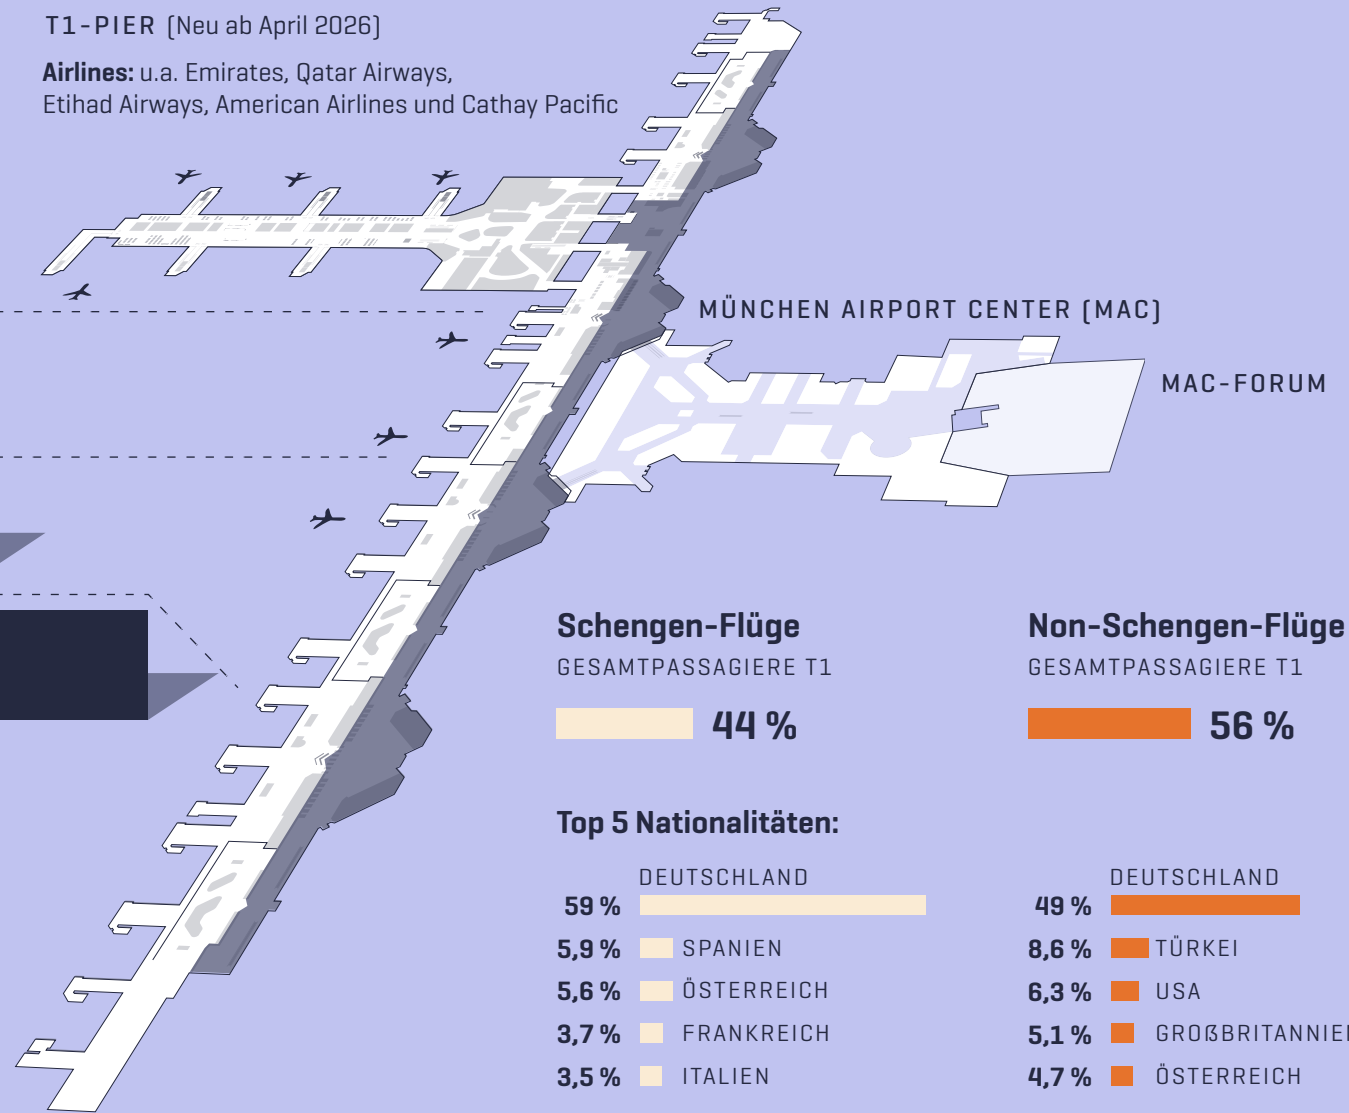 T1-PIER (Neu ab April 2026)
Airlines: u.a. Emirates, Qatar Airways,
Etihad Airways, American Airlines und Cathay Pacific
MÜNCHEN AIRPORT CENTER (MAC)
MAC-FORUM
Schengen-Flüge
GESAMTPASSAGIERE T1
44 %
Non-Schengen-Flüge
GESAMTPASSAGIERE T1
56 %
Top 5 Nationalitäten:
DEUTSCHLAND
59 %
5,9 % SPANIEN
5,6 % ÖSTERREICH
3,7 % FRANKREICH
3,5 % ITALIEN
DEUTSCHLAND
49 %
8,6 % TÜRKEI
6,3 % USA
5,1 % GROßBRITANNIEN
4,7 % ÖSTERREICH